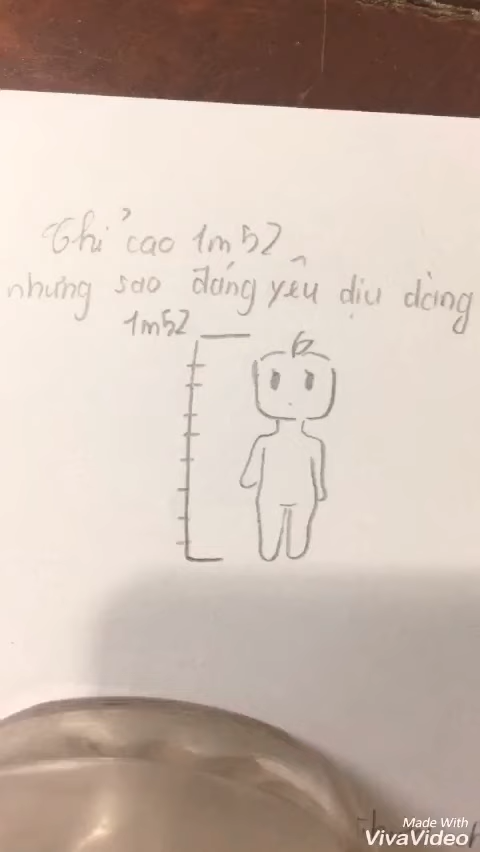 Chỉ cao 1m52
nhưng sao đáng yêu dịu dàng
1m52
Made With
VivaVideo